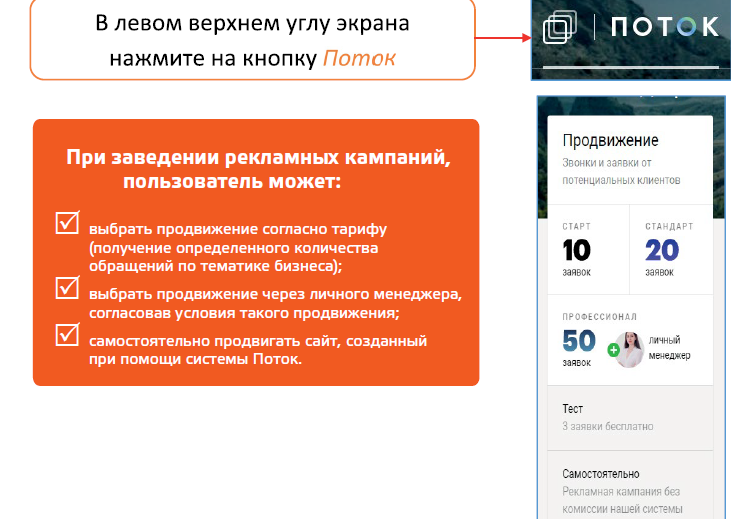 В левом верхнем углу экрана
нажмите на кнопку Поток
ПОТОК
При заведении рекламных кампаний,
пользователь может:
выбрать продвижение согласно тарифу
(получение определенного количества
обращений по тематике бизнеса);
выбрать продвижение через личного менеджера,
согласовав условия такого продвижения;
самостоятельно продвигать сайт, созданный
при помощи системы Поток.
Продвижение
Звонки и заявки от
потенциальных клиентов
СТАРТ
10
заявок
СТАНДАРТ
20
заявок
ПРОФЕССИОНАЛ
50
заявок
личный
менеджер
Тест
3 заявки бесплатно
Самостоятельно
Рекламная кампания без
комиссии нашей системы